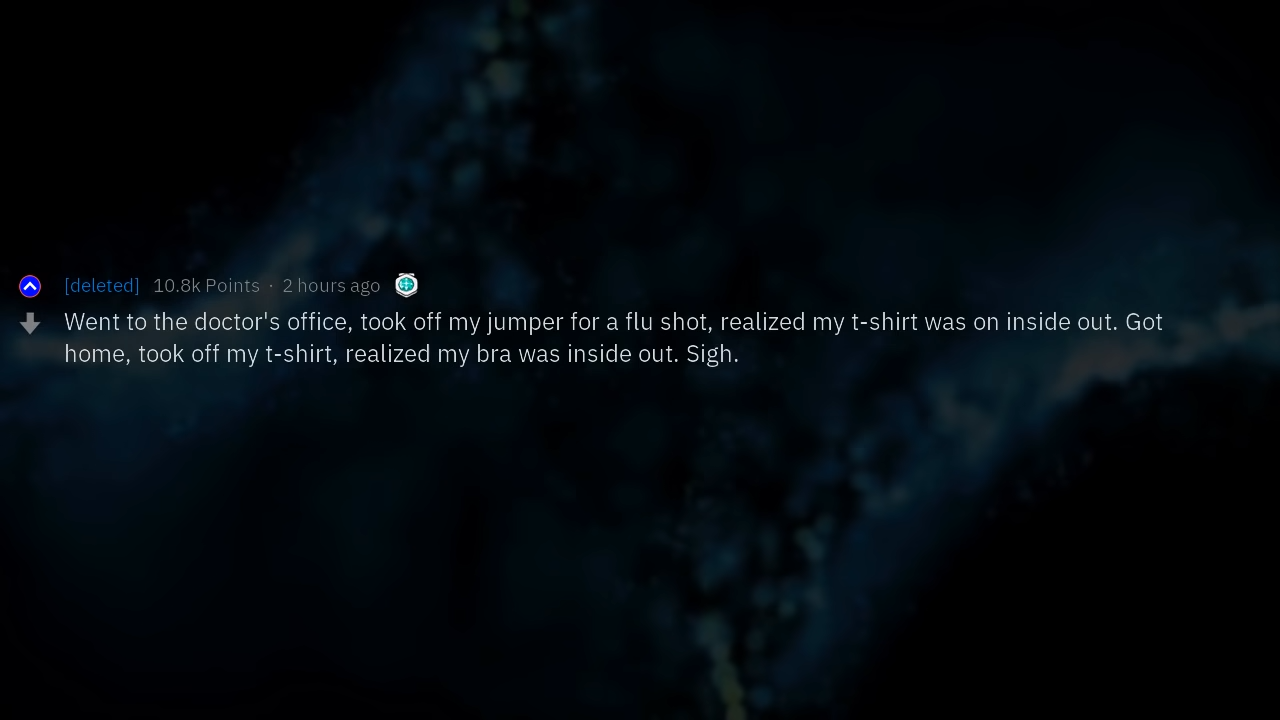 [deleted] 10.8k Points · 2 hours ago
Went to the doctor's office, took off my jumper for a flu shot, realized my t-shirt was on inside out. Got
home, took off my t-shirt, realized my bra was inside out. Sigh.